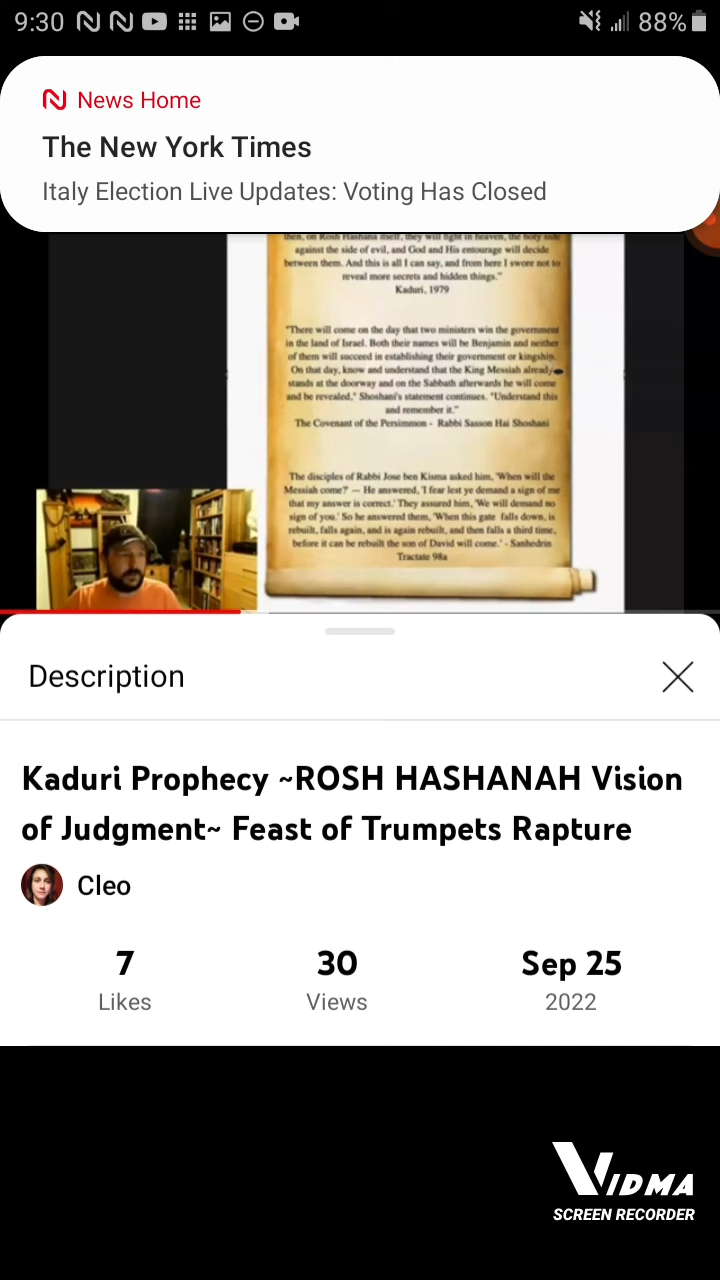 9:30
88%
News Home
The New York Times
Italy Election Live Updates: Voting Has Closed
then, on Rosh Hashana itself, they will fight in heaven, the holy side
against the side of evil, and God and His entourage will decide
between them. And this is all I can say, and from here I swore not to
reveal more secrets and hidden things."
Kaduri, 1979
"There will come on the day that two ministers win the government
in the land of Israel. Both their names will be Benjamin and neither
of them will succeed in establishing their government or kingship.
On that day, know and understand that the King Messiah already
stands at the doorway and on the Sabbath afterwards he will come
and be revealed," Shoshani's statement continues. "Understand this
and remember it."
The Covenant of the Persimmon - Rabbi Sasson Hai Shoshani
The disciples of Rabbi Jose ben Kisma asked him, 'When will the
Messiah come? — He answered, 'I fear lest ye demand a sign of me
that my answer is correct.' They assured him, 'We will demand no
sign of you.' So he answered them, 'When this gate falls down, is
rebuilt, falls again, and is again rebuilt, and then falls a third time,
before it can be rebuilt the son of David will come.' - Sanhedrin
Tractate 98a
Description
Kaduri Prophecy ~ROSH HASHANAH Vision
of Judgment~ Feast of Trumpets Rapture
Cleo
7 30 Sep 25
Likes Views 2022
VIDMA
SCREEN RECORDER